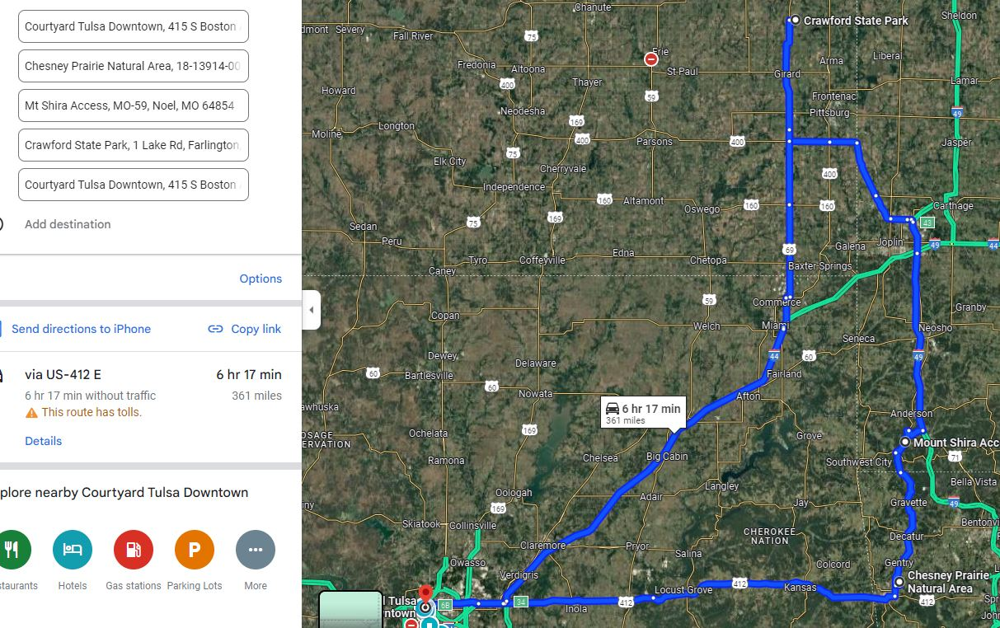 Courtyard Tulsa Downtown, 415 S Boston
Chesney Prairie Natural Area, 18-13914-00
Mt Shira Access, MO-59, Noel, MO 64854
Crawford State Park, 1 Lake Rd, Farlington,
Courtyard Tulsa Downtown, 415 S Boston
Add destination
Options
Send directions to iPhone
Copy link
via US-412 E
6 hr 17 min
6 hr 17 min without traffic
361 miles
This route has tolls.
Details
plore nearby Courtyard Tulsa Downtown
taurants
Hotels
Gas stations
Parking Lots
More
P
Chanute
Crawford State Park
Sheldon
dmont
Severy
Fall River
75
Erie
Liberal
Arma
Fredonia
Altoona
St Paul
Girard
Lamar
400
Thayer
Howard
59
Frontenac
Neodesha
Pittsburg
49
169
Longton
Moline
400
Parsons
400
Jasper
75
Elk City
Cherryvale
400
Independence
160
Altamont
160
160
Carthage
Oswego
169
75
43
Sedan
Peru
Galena
Joplin
49
44
69
Edna
Tyro
Coffeyville
Chetopa
Baxter Springs
Caney
59
Commerce
Granby
Copan
Welch
Miami
Neosho
Seneca
Dewey
44
60
49
Delaware
60
Bartlesville
Fairland
60
Nowata
Afton
awhuska
6 hr 17 min
361 miles
Anderson
169
OSAGE
ERVATION
Ochelata
Grove
Mount Shira Acc
Chelsea
Big Cabin
71
Ramona
Southwest City
Bella Vista
Langley
Oologah
Adair
Jay
Gravette
49
iny
169
Bentonvi
Skiatook
Collinsville
CHEROKEE
NATION
Decatur
Claremore
Pryor
Salina
Gentry
Owasso
Colcord
Verdigris
Chesney Prairie
Natural Area
Locust Grove
412
Kansas
Spr
l Tulsa
ntown
6B
34
412
412
Inola
John